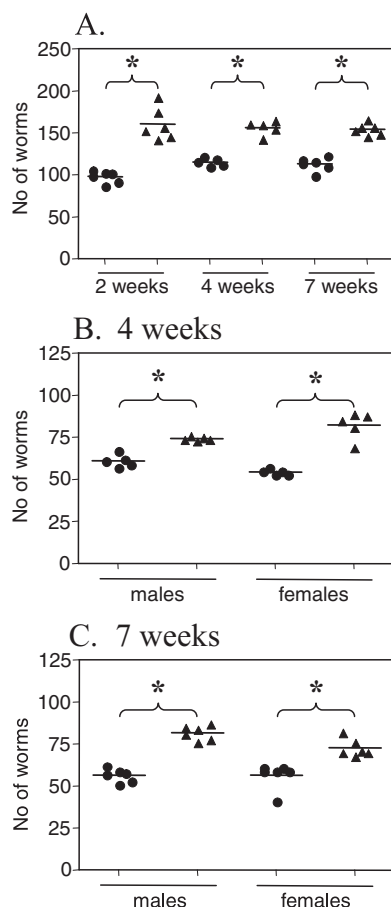 A.
250
200
150
100
50
0
No of worms
* * *
2 weeks 4 weeks 7 weeks
B. 4 weeks
125
100
75
50
25
0
No of worms
* *
males females
C. 7 weeks
125
100
75
50
25
0
No of worms
* *
males females